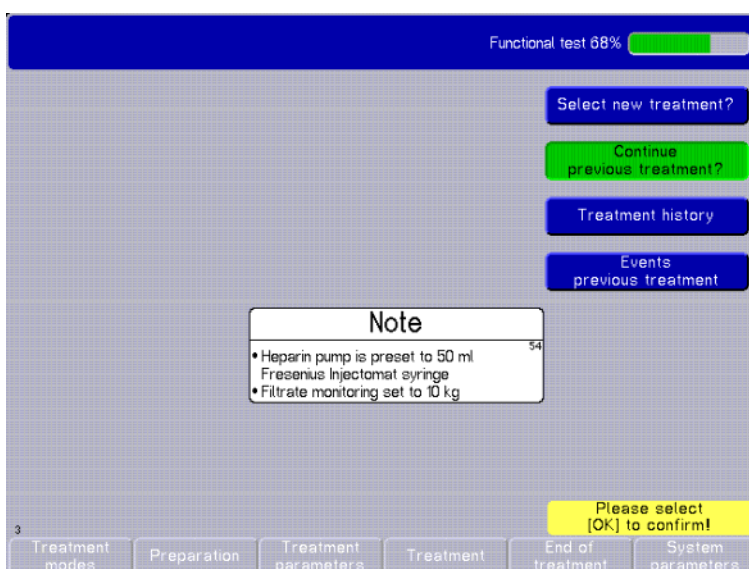 Functional test 68%
Select new treatment?
Continue
previous treatment?
Treatment history
Events
previous treatment
Note
54
• Heparin pump is preset to 50 ml
Fresenius Injectomat syringe
• Filtrate monitoring set to 10 kg
Please select
[OK] to confirm!
3
Treatment
modes
Preparation
Treatment
parameters
Treatment
End of
treatment
System
parameters